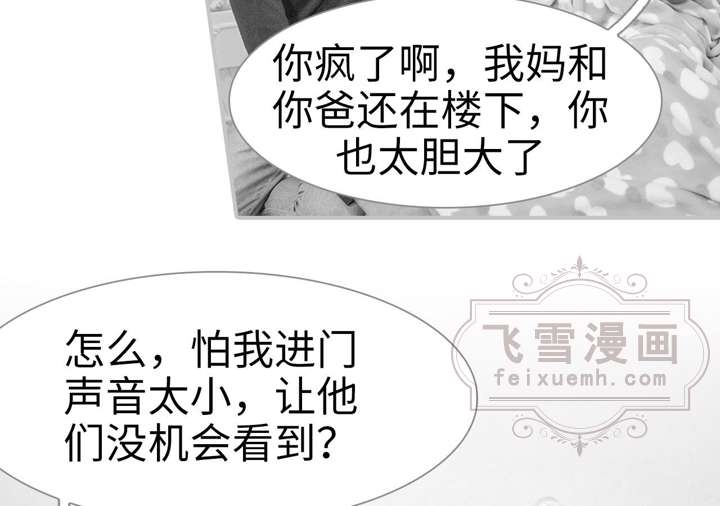 你疯了啊，我妈和
你爸还在楼下，你
也太胆大了
飞雪漫画
feixuemh.com
怎么，怕我进门
声音太小，让他
们没机会看到？